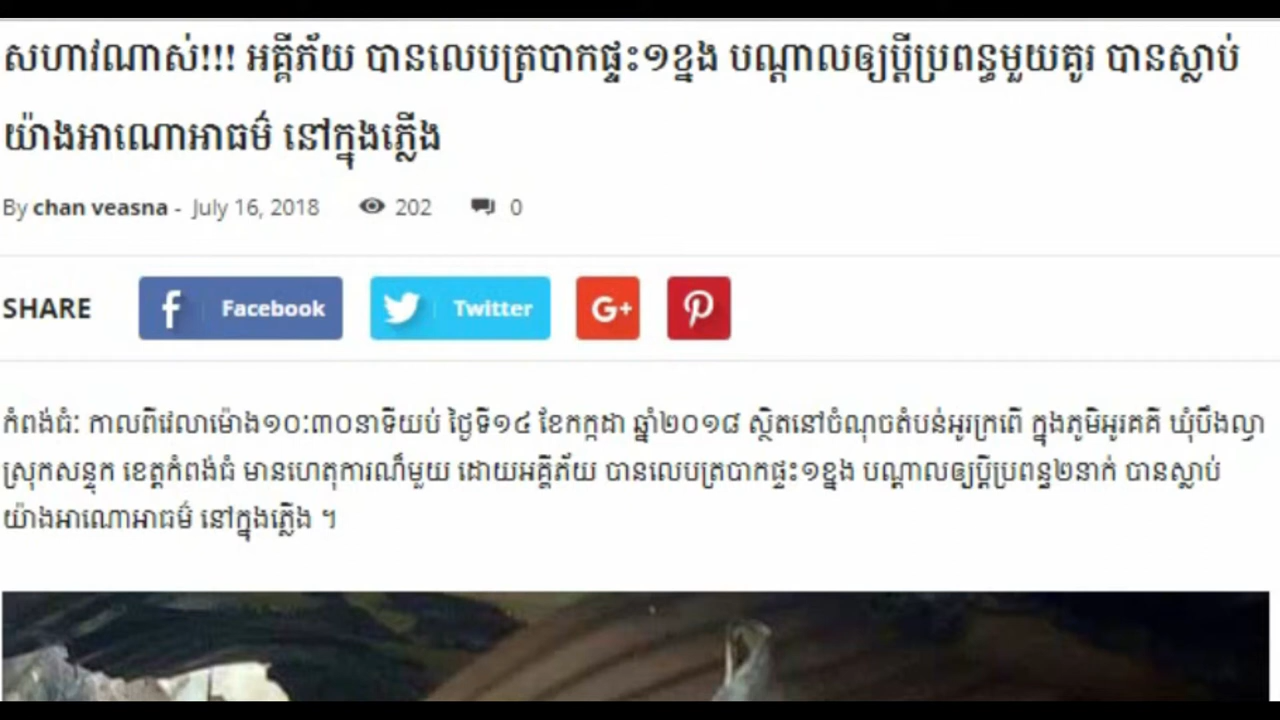 សហាវណាស់!!! អគ្គីភ័យ បានលេបត្របាកផ្ទះ១ខ្នង បណ្តាលឲ្យប្តីប្រពន្ធមួយគូរ បានស្លាប់
យ៉ាងអាណោអាធម៌ នៅក្នុងភ្លើង
By chan veasna - July 16, 2018 202 0
SHARE Facebook Twitter G+
កំពង់ធំ: កាលពីវេលាម៉ោង១០:៣០នាទីយប់ ថ្ងៃទី១៤ ខែកក្កដា ឆ្នាំ២០១៨ ស្ថិតនៅចំណុចតំបន់អូរក្រពើ ក្នុងភូមិអូរគគី ឃុំបឹងល្វា
ស្រុកសន្ទុក ខេត្តកំពង់ធំ មានហេតុការណ៏មួយ ដោយអគ្គីភ័យ បានលេបត្របាកផ្ទះ១ខ្នង បណ្តាលឲ្យប្តីប្រពន្ធ២នាក់ បានស្លាប់
យ៉ាងអាណោអាធម៌ នៅក្នុងភ្លើង ។